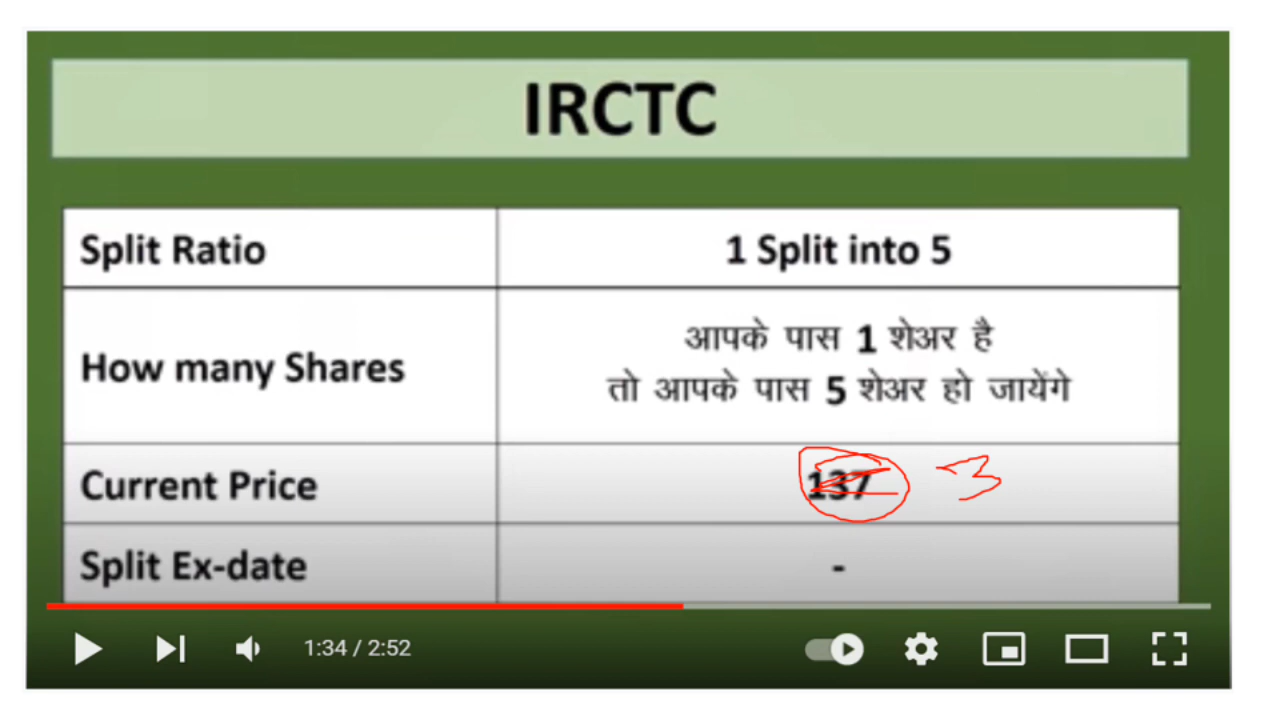 IRCTC
Split Ratio
1 Split into 5
How many Shares
आपके पास 1 शेअर है
तो आपके पास 5 शेअर हो जायेंगे
Current Price
137
3
Split Ex-date
-
1:34 / 2:52